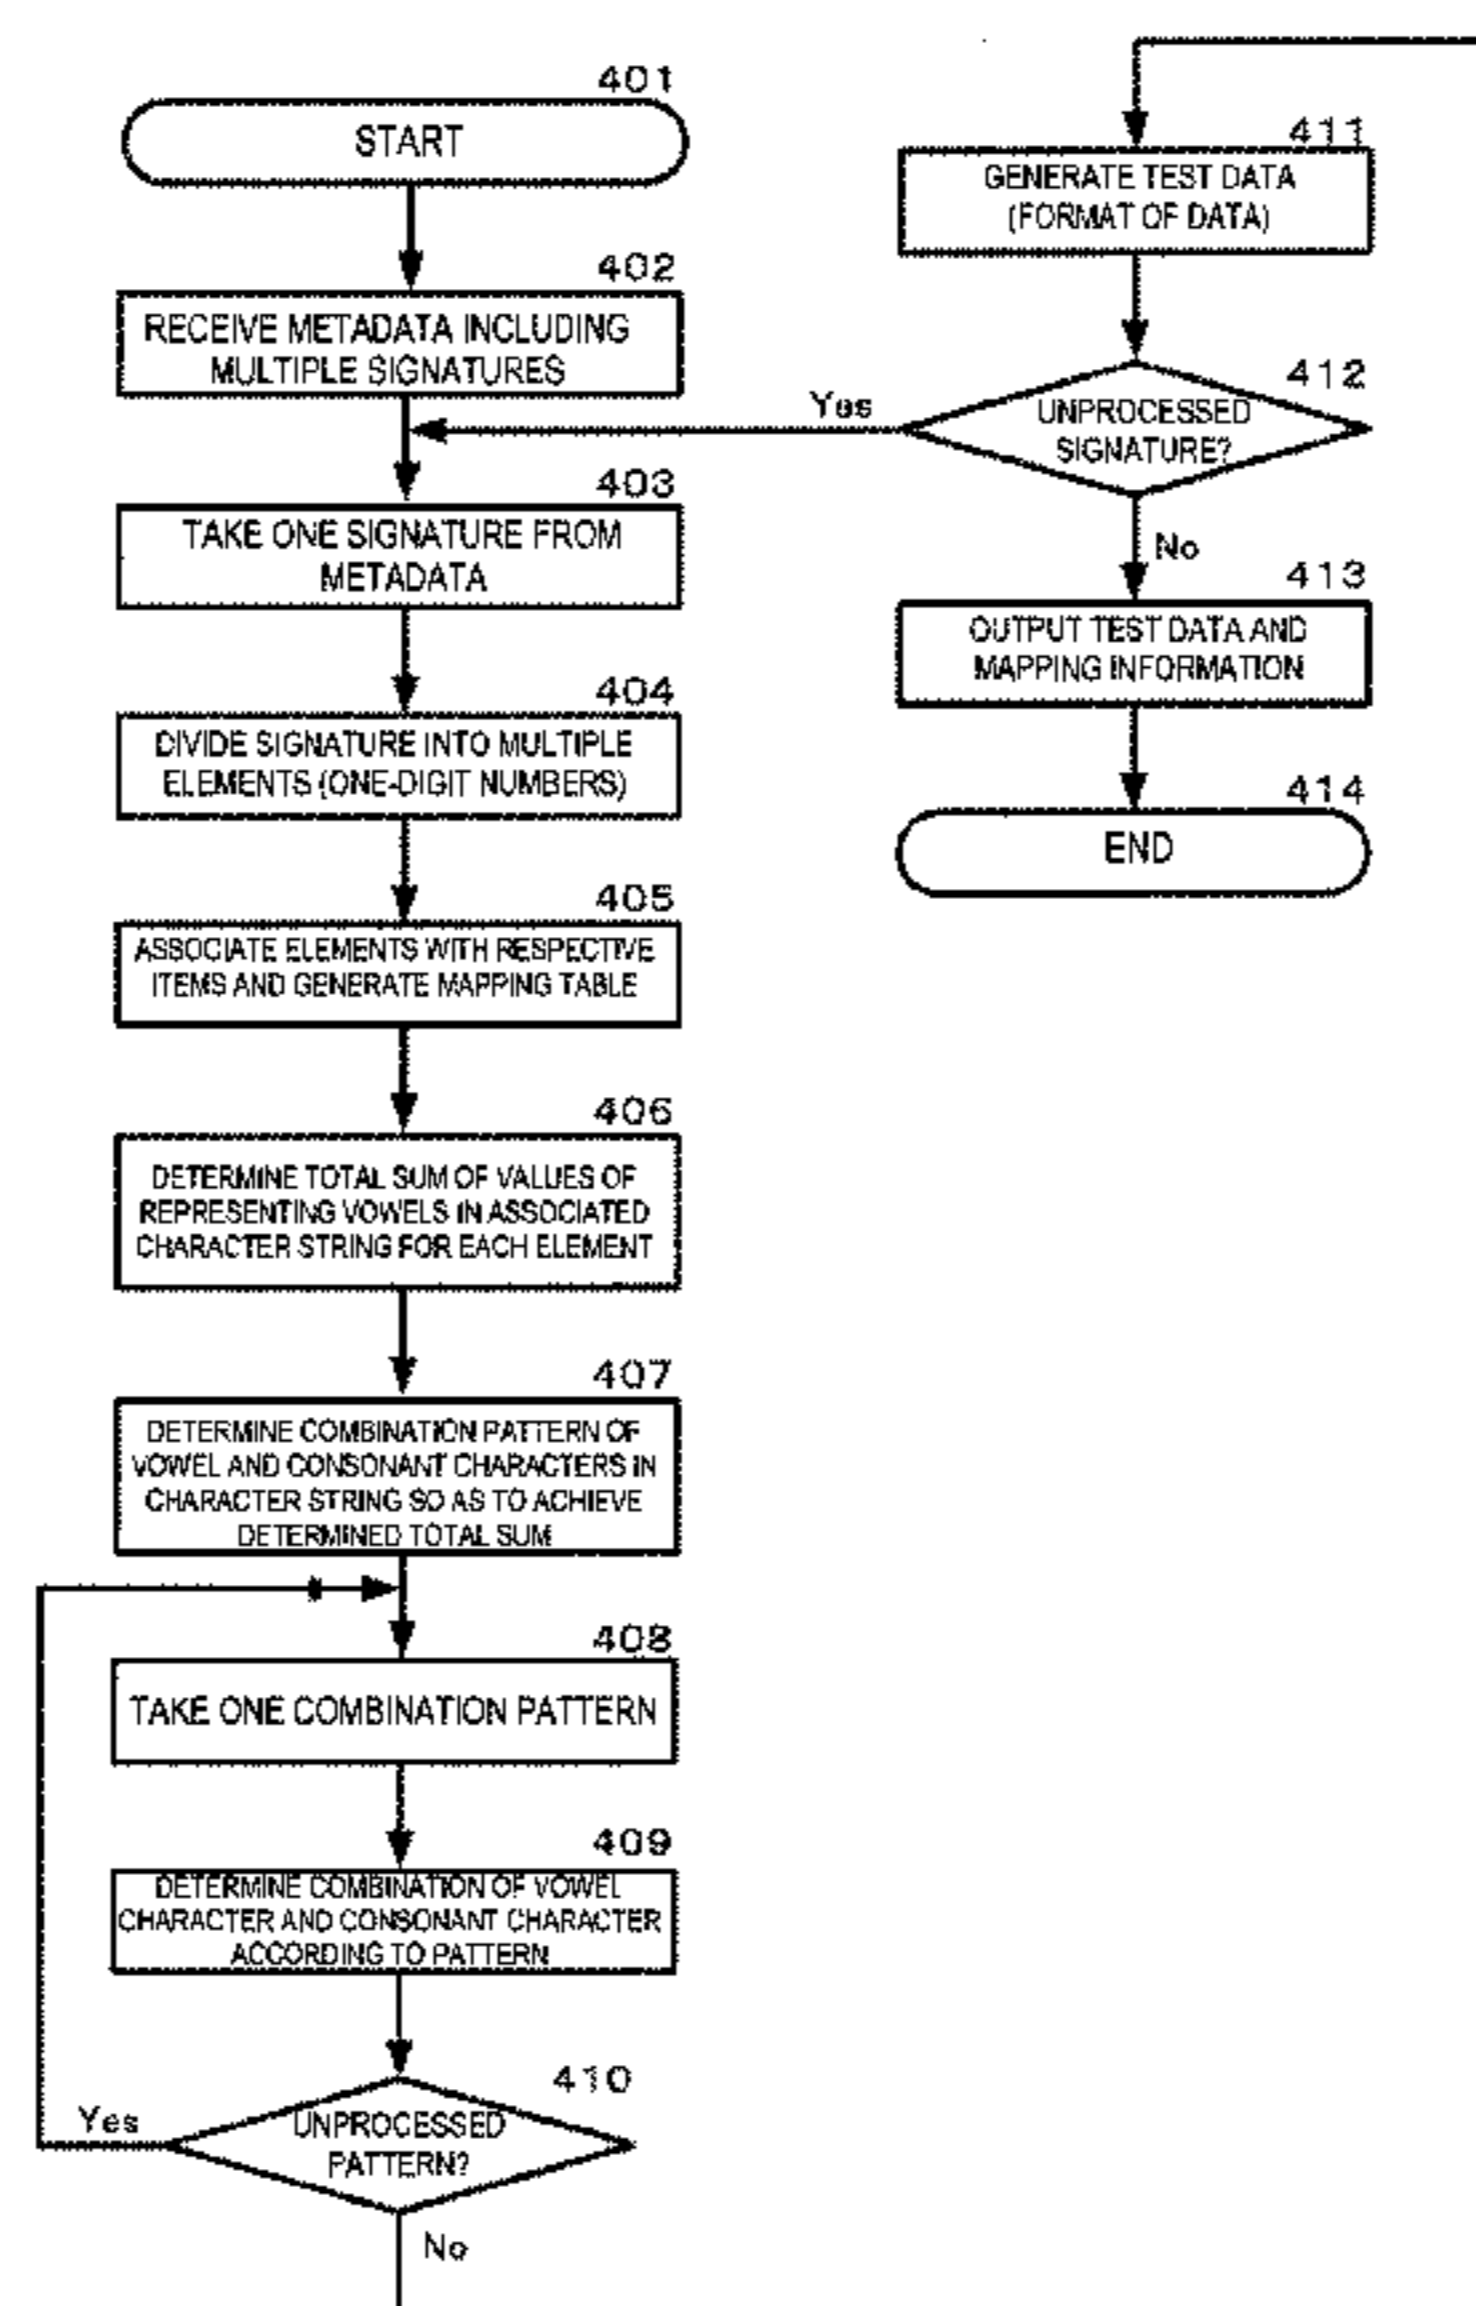 401
START
402
RECEIVE METADATA INCLUDING
MULTIPLE SIGNATURES
403
TAKE ONE SIGNATURE FROM
METADATA
404
DIVIDE SIGNATURE INTO MULTIPLE
ELEMENTS (ONE-DIGIT NUMBERS)
405
ASSOCIATE ELEMENTS WITH RESPECTIVE
ITEMS AND GENERATE MAPPING TABLE
406
DETERMINE TOTAL SUM OF VALUES OF
REPRESENTING VOWELS IN ASSOCIATED
CHARACTER STRING FOR EACH ELEMENT
407
DETERMINE COMBINATION PATTERN OF
VOWEL AND CONSONANT CHARACTERS IN
CHARACTER STRING SO AS TO ACHIEVE
DETERMINED TOTAL SUM
408
TAKE ONE COMBINATION PATTERN
409
DETERMINE COMBINATION OF VOWEL
CHARACTER AND CONSONANT CHARACTER
ACCORDING TO PATTERN
410
UNPROCESSED
PATTERN?
Yes
No
411
GENERATE TEST DATA
(FORMAT OF DATA)
412
UNPROCESSED
SIGNATURE?
Yes
No
413
OUTPUT TEST DATA AND
MAPPING INFORMATION
414
END